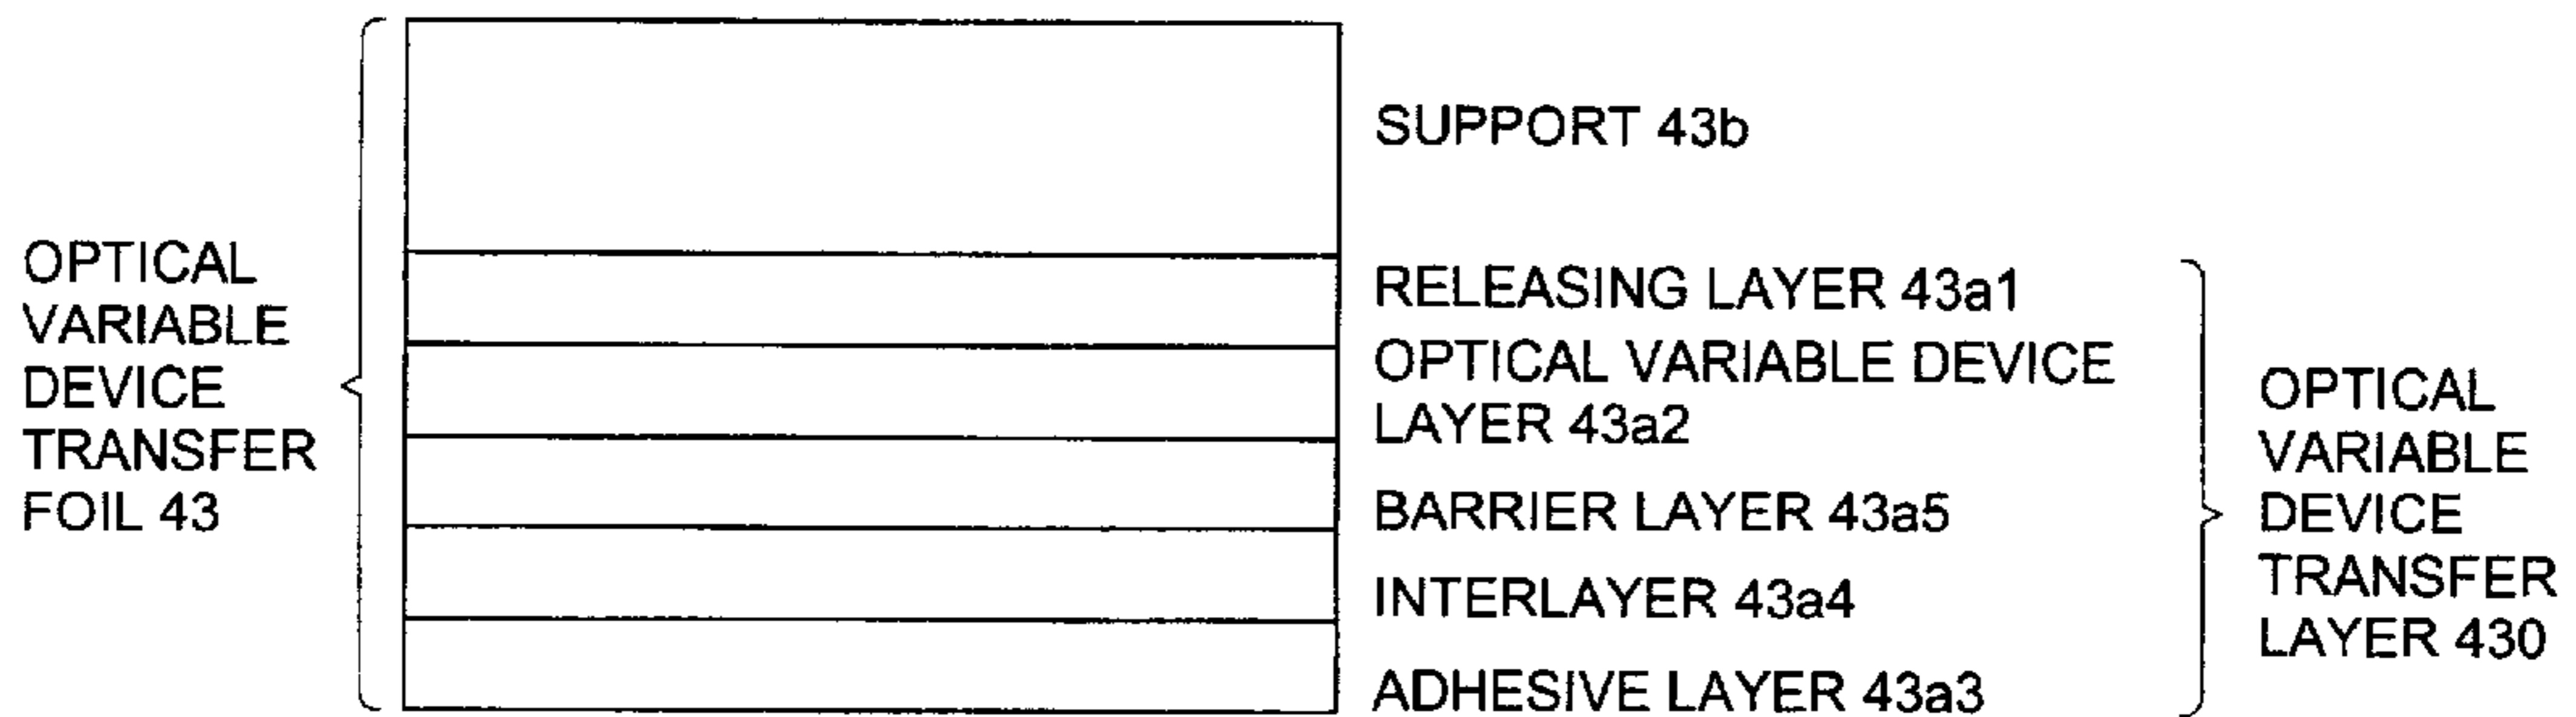 OPTICAL
VARIABLE
DEVICE
TRANSFER
FOIL 43
SUPPORT 43b
RELEASING LAYER 43a1
OPTICAL VARIABLE DEVICE
LAYER 43a2
BARRIER LAYER 43a5
INTERLAYER 43a4
ADHESIVE LAYER 43a3
OPTICAL
VARIABLE
DEVICE
TRANSFER
LAYER 430